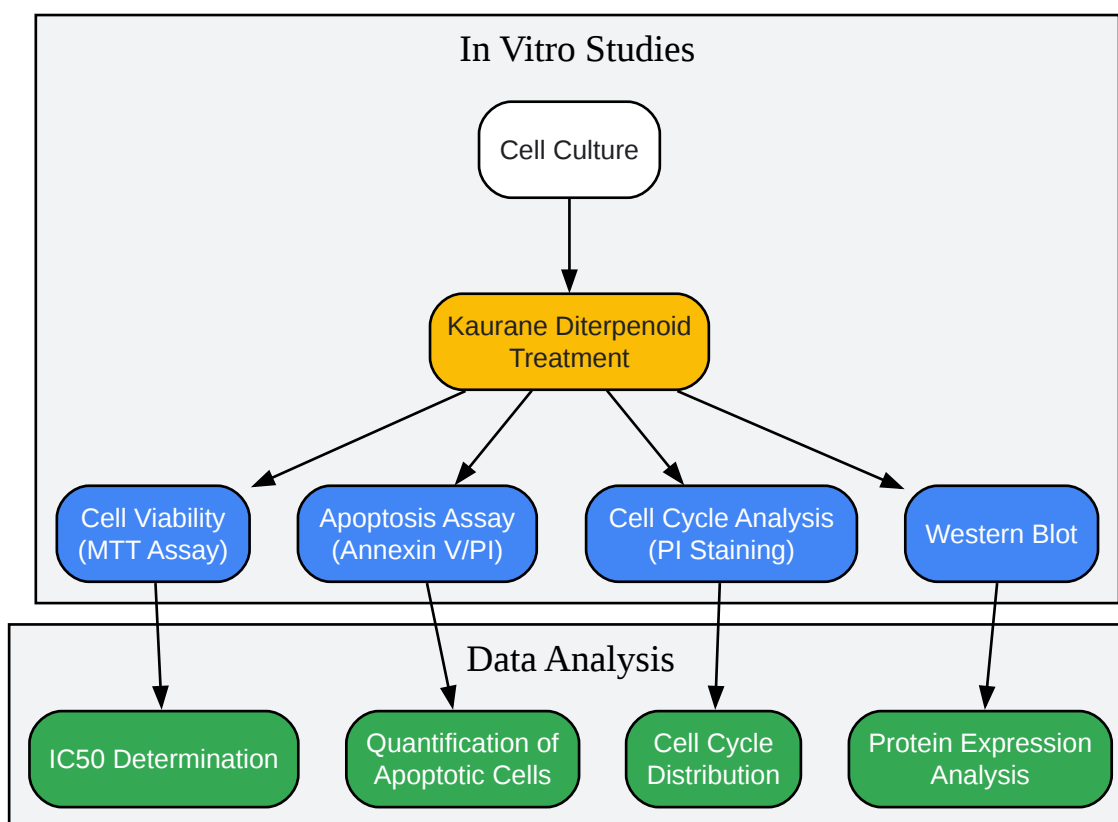 In Vitro Studies
Cell Culture
Kaurane Diterpenoid
Treatment
Cell Viability
(MTT Assay)
Apoptosis Assay
(Annexin V/PI)
Cell Cycle Analysis
(PI Staining)
Western Blot
Data Analysis
IC50 Determination
Quantification of
Apoptotic Cells
Cell Cycle
Distribution
Protein Expression
Analysis